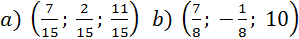 a) (7/15; 2/15; 11/15) b) (7/8; −1/8; 10)